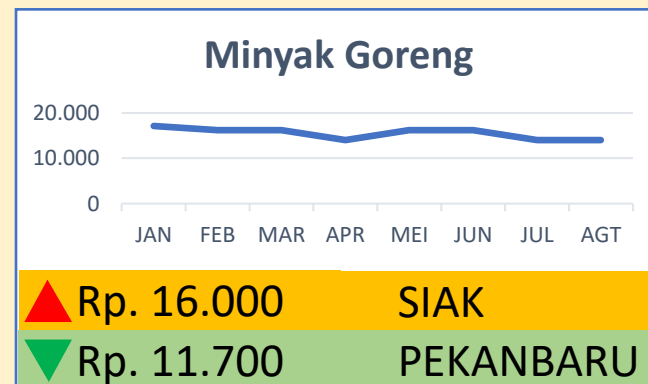 Minyak Goreng
20.000
10.000
0
JAN FEB MAR APR MEI JUN JUL AGT
Rp. 16.000 SIAK
Rp. 11.700 PEKANBARU